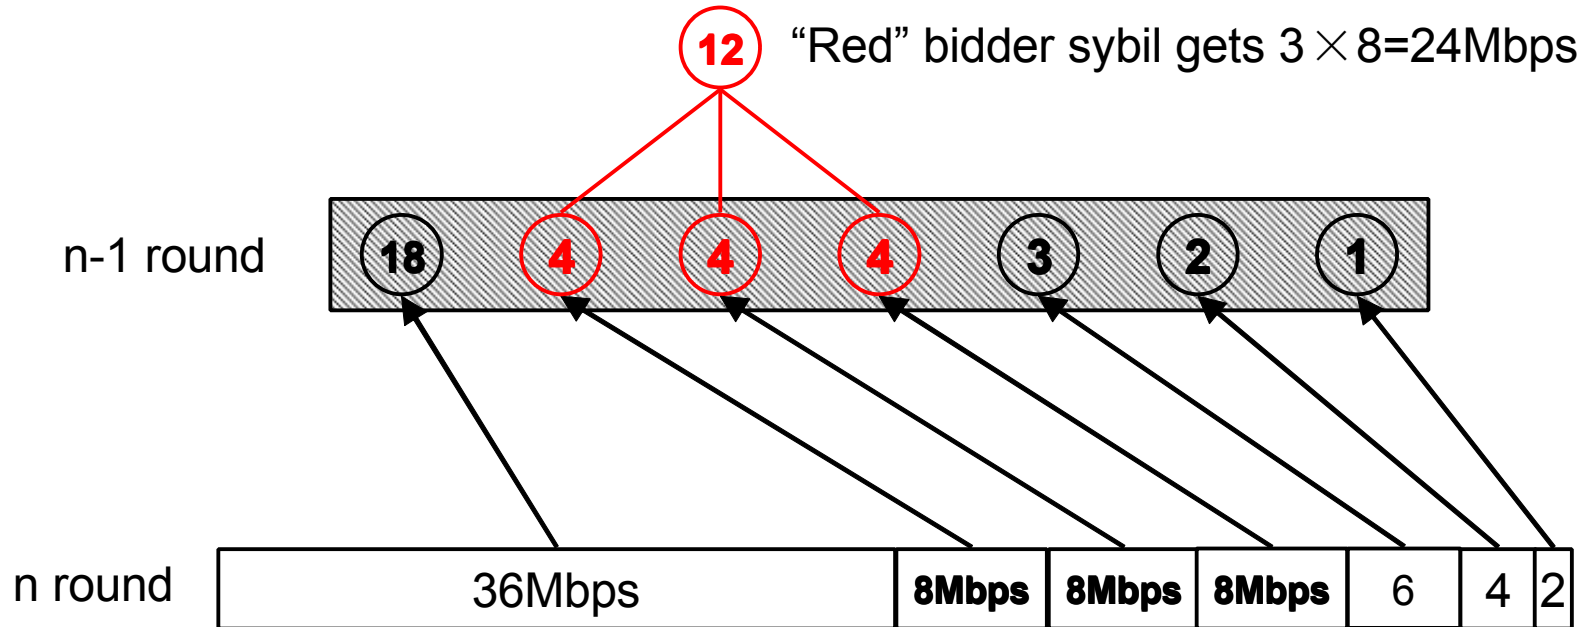 12 “Red” bidder sybil gets 3×8=24Mbps
n-1 round 18 4 4 4 3 2 1
n round 36Mbps 8Mbps 8Mbps 8Mbps 6 4 2